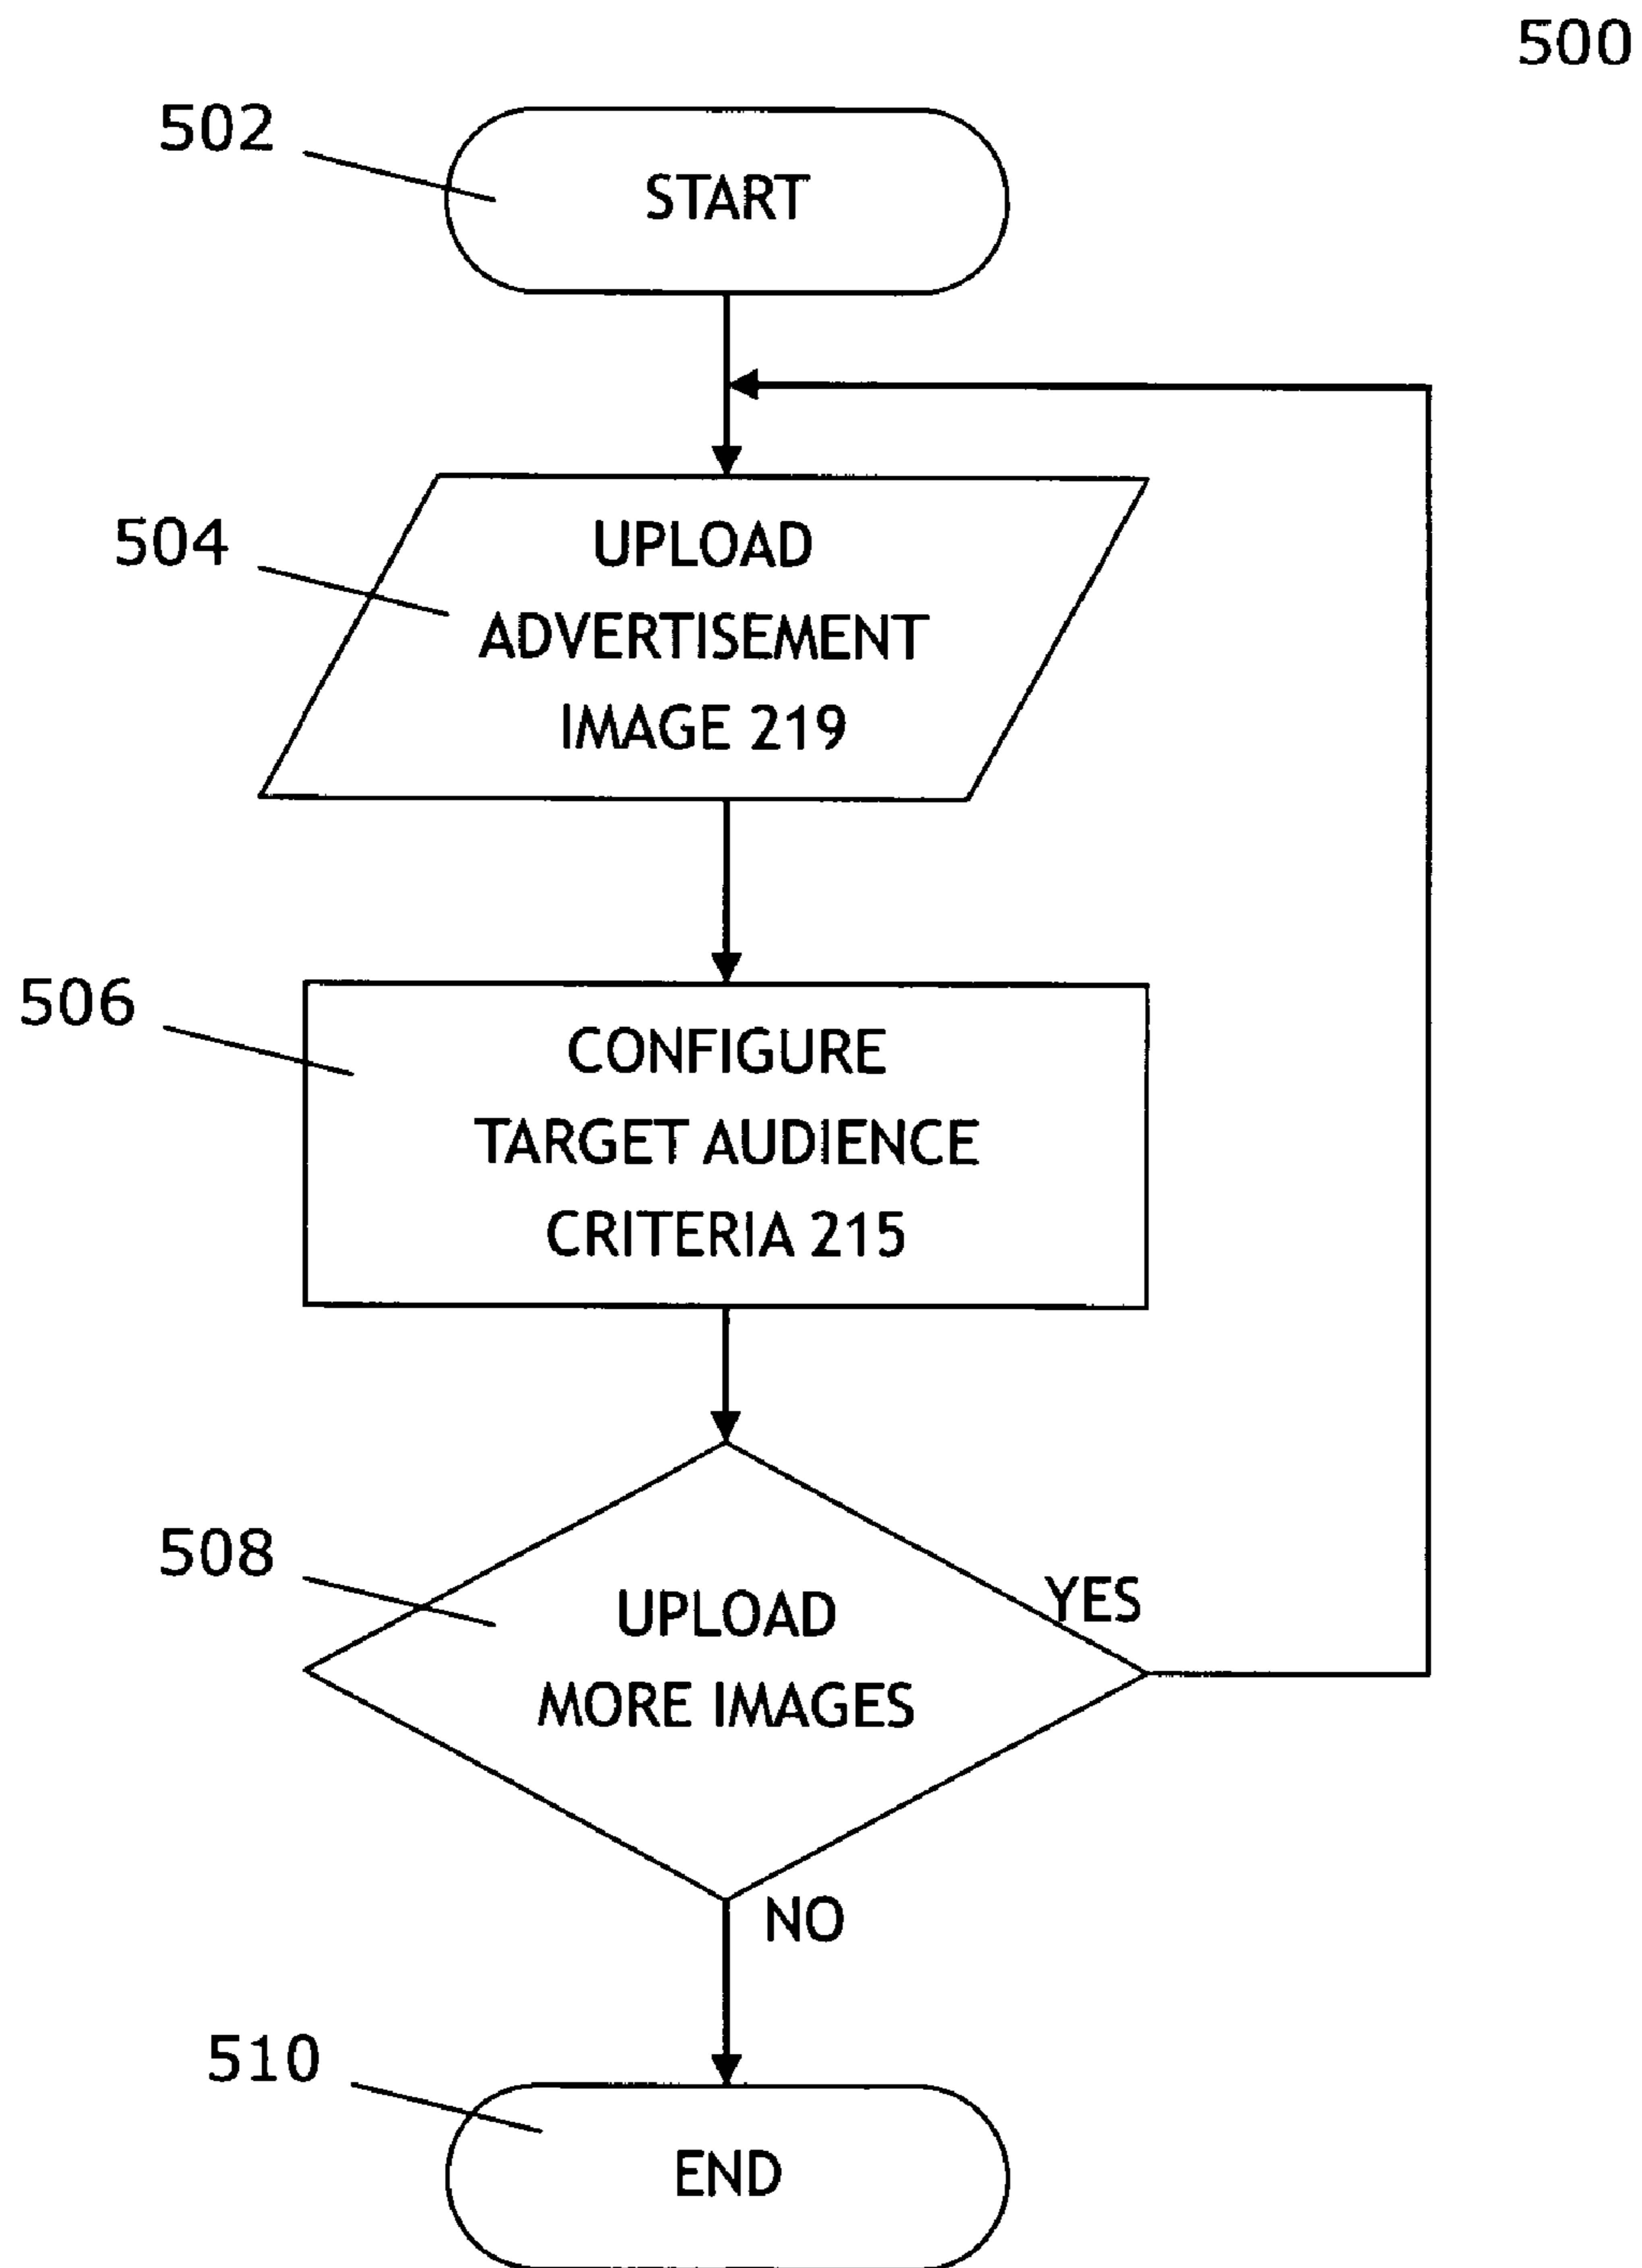 500
502
START
504
UPLOAD
ADVERTISEMENT
IMAGE 219
506
CONFIGURE
TARGET AUDIENCE
CRITERIA 215
508
UPLOAD
MORE IMAGES
YES
NO
510
END